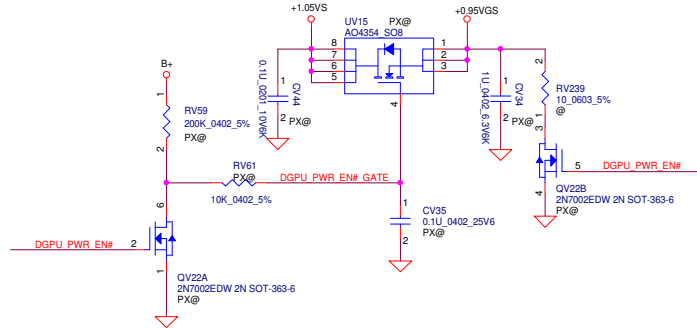 +1.05VS
+0.95VGS
UV15 PX@
AO4354_SO8
8 1
7 2
6 3
5
4
B+
0.1U_0201_10V6K
CV44
1
2 PX@
1U_0402_6.3V6K
CV34
1
2 PX@
2
RV239
10_0603_5%
@
1
3
1
RV59
200K_0402_5%
PX@
2
RV61
PX@
10K_0402_5%
DGPU_PWR_EN#_GATE
5 DGPU_PWR_EN#
4
QV22B
2N7002EDW 2N SOT-363-6
PX@
1
CV35
0.1U_0402_25V6
PX@
2
6
DGPU_PWR_EN# 2
1
QV22A
2N7002EDW 2N SOT-363-6
PX@